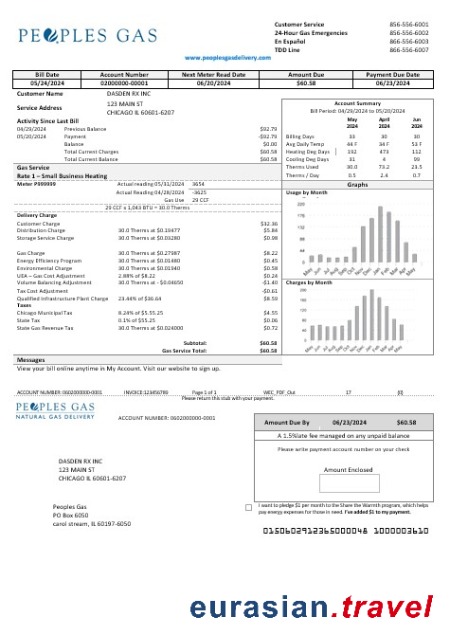 PEOPLES GAS
Customer Service 856-556-6001
24-Hour Gas Emergencies 856-556-6002
En Español 866-556-6003
TDD Line 866-556-6007
www.peoplesgasdelivery.com
Bill Date Account Number Next Meter Read Date Amount Due Payment Due Date
05/24/2024 02000000-00001 06/20/2024 $60.58 06/23/2024
Customer Name DASDEN RX INC
Service Address 123 MAIN ST
CHICAGO IL 60601-6207
Activity Since Last Bill
04/29/2024 Previous Balance $92.79
05/20/2024 Payment -$92.79
Balance $0.00
Total Current Charges $60.58
Total Current Balance $60.58
Gas Service
Rate 1 – Small Business Heating
Meter P999999 Actual reading 05/31/2024 3654
Actual Reading 04/28/2024 -3625
Gas Use 29 CCF
29 CCF x 1,043 BTU = 30.0 Therms
Delivery Charge
Customer Charge $32.36
Distribution Charge 30.0 Therms at $0.19477 $5.84
Storage Service Charge 30.0 Therms at $0.03280 $0.98
Gas Charge 30.0 Therms at $0.27387 $8.22
Energy Efficiency Program 30.0 Therms at $0.01480 $0.45
Environmental Charge 30.0 Therms at $0.01940 $0.58
UEA – Gas Cost Adjustment 2.88% of $8.22 $0.24
Volume Balancing Adjustment 30.0 Therms at -$0.04650 -$1.40
Tax Cost Adjustment -$0.61
Qualified Infrastructure Plant Charge 23.44% of $36.64 $8.59
Taxes
Chicago Municipal Tax 8.24% of $55.25 $4.55
State Tax 0.1% of $55.25 $0.06
State Gas Revenue Tax 30.0 Therms at $0.024000 $0.72
Subtotal: $60.58
Gas Service Total: $60.58
Account Summary
Bill Period: 04/29/2024 to 05/20/2024
May 2024 April 2024 Jun 2024
Billing Days 33 30 30
Avg Daily Temp 44 F 34 F 53 F
Heating Deg Days 192 473 112
Cooling Deg Days 31 4 99
Therms Used 30.0 73.2 23.5
Therms / Day 0.5 2.4 0.7
Graphs
Usage by Month
Charges by Month
Messages
View your bill online anytime in My Account. Visit our website to sign up.
ACCOUNT NUMBER: 0602000000-0001 INVOICE:123456786 Page 1 of 1 WEC_PDF_Out 17 (0)
Please return this stub with your payment.
PEOPLES GAS
NATURAL GAS DELIVERY
ACCOUNT NUMBER: 0602000000-0001
Amount Due By 06/23/2024 $60.58
A 1.5%late fee managed on any unpaid balance
Please write payment account number on your check
Amount Enclosed
DASDEN RX INC
123 MAIN ST
CHICAGO IL 60601-6207
Peoples Gas
PO Box 6050
carol stream, IL 60197-6050
I want to pledge $1 per month to the Share the Warmth program, which helps
pay energy expenses for those in need. I've added $1 to my payment.
0150602912365000048 1000003610
eurasian.travel